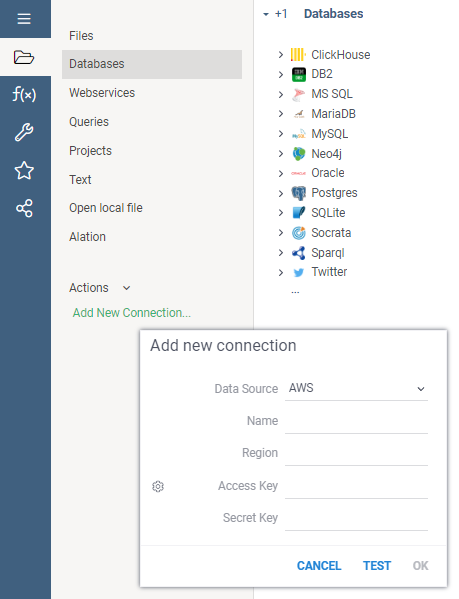 f(x)
Files
Databases
Webservices
Queries
Projects
Text
Open local file
Alation
Actions
Add New Connection...
+1 Databases
ClickHouse
DB2
MS SQL
MariaDB
MySQL
Neo4j
Oracle
Postgres
SQLite
Socrata
Sparql
Twitter
...
Add new connection
Data Source AWS
Name
Region
Access Key
Secret Key
CANCEL TEST OK